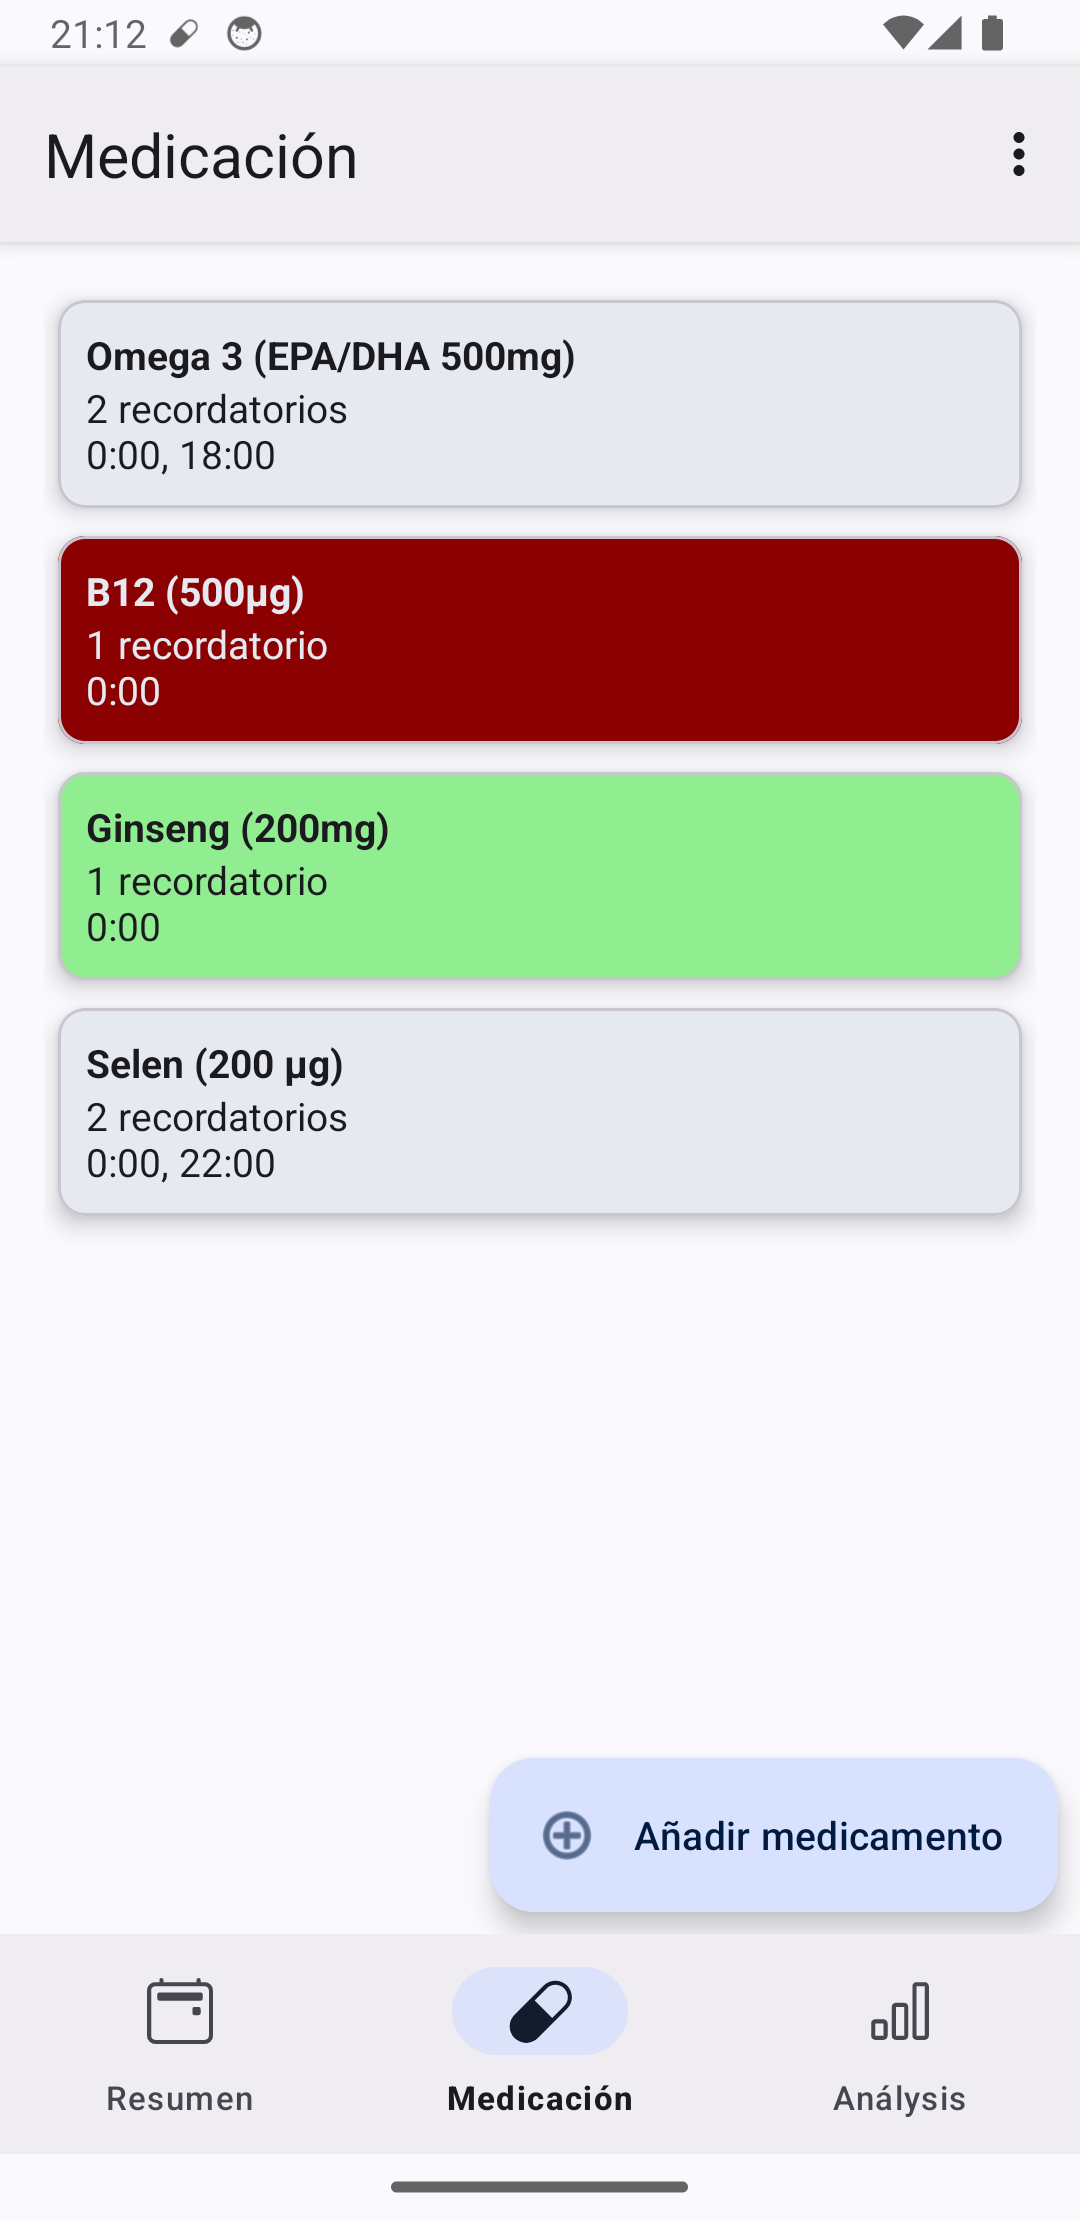 21:12
Medicación
Omega 3 (EPA/DHA 500mg)
2 recordatorios
0:00, 18:00
B12 (500µg)
1 recordatorio
0:00
Ginseng (200mg)
1 recordatorio
0:00
Selen (200 µg)
2 recordatorios
0:00, 22:00
Añadir medicamento
Resumen
Medicación
Análysis